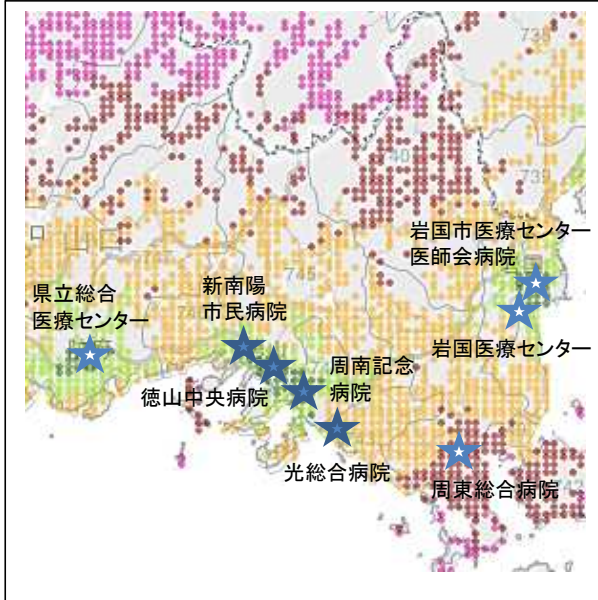 岩国市医療センター
医師会病院
新南陽
市民病院
県立総合
医療センター
岩国医療センター
周南記念
病院
徳山中央病院
光総合病院
周東総合病院